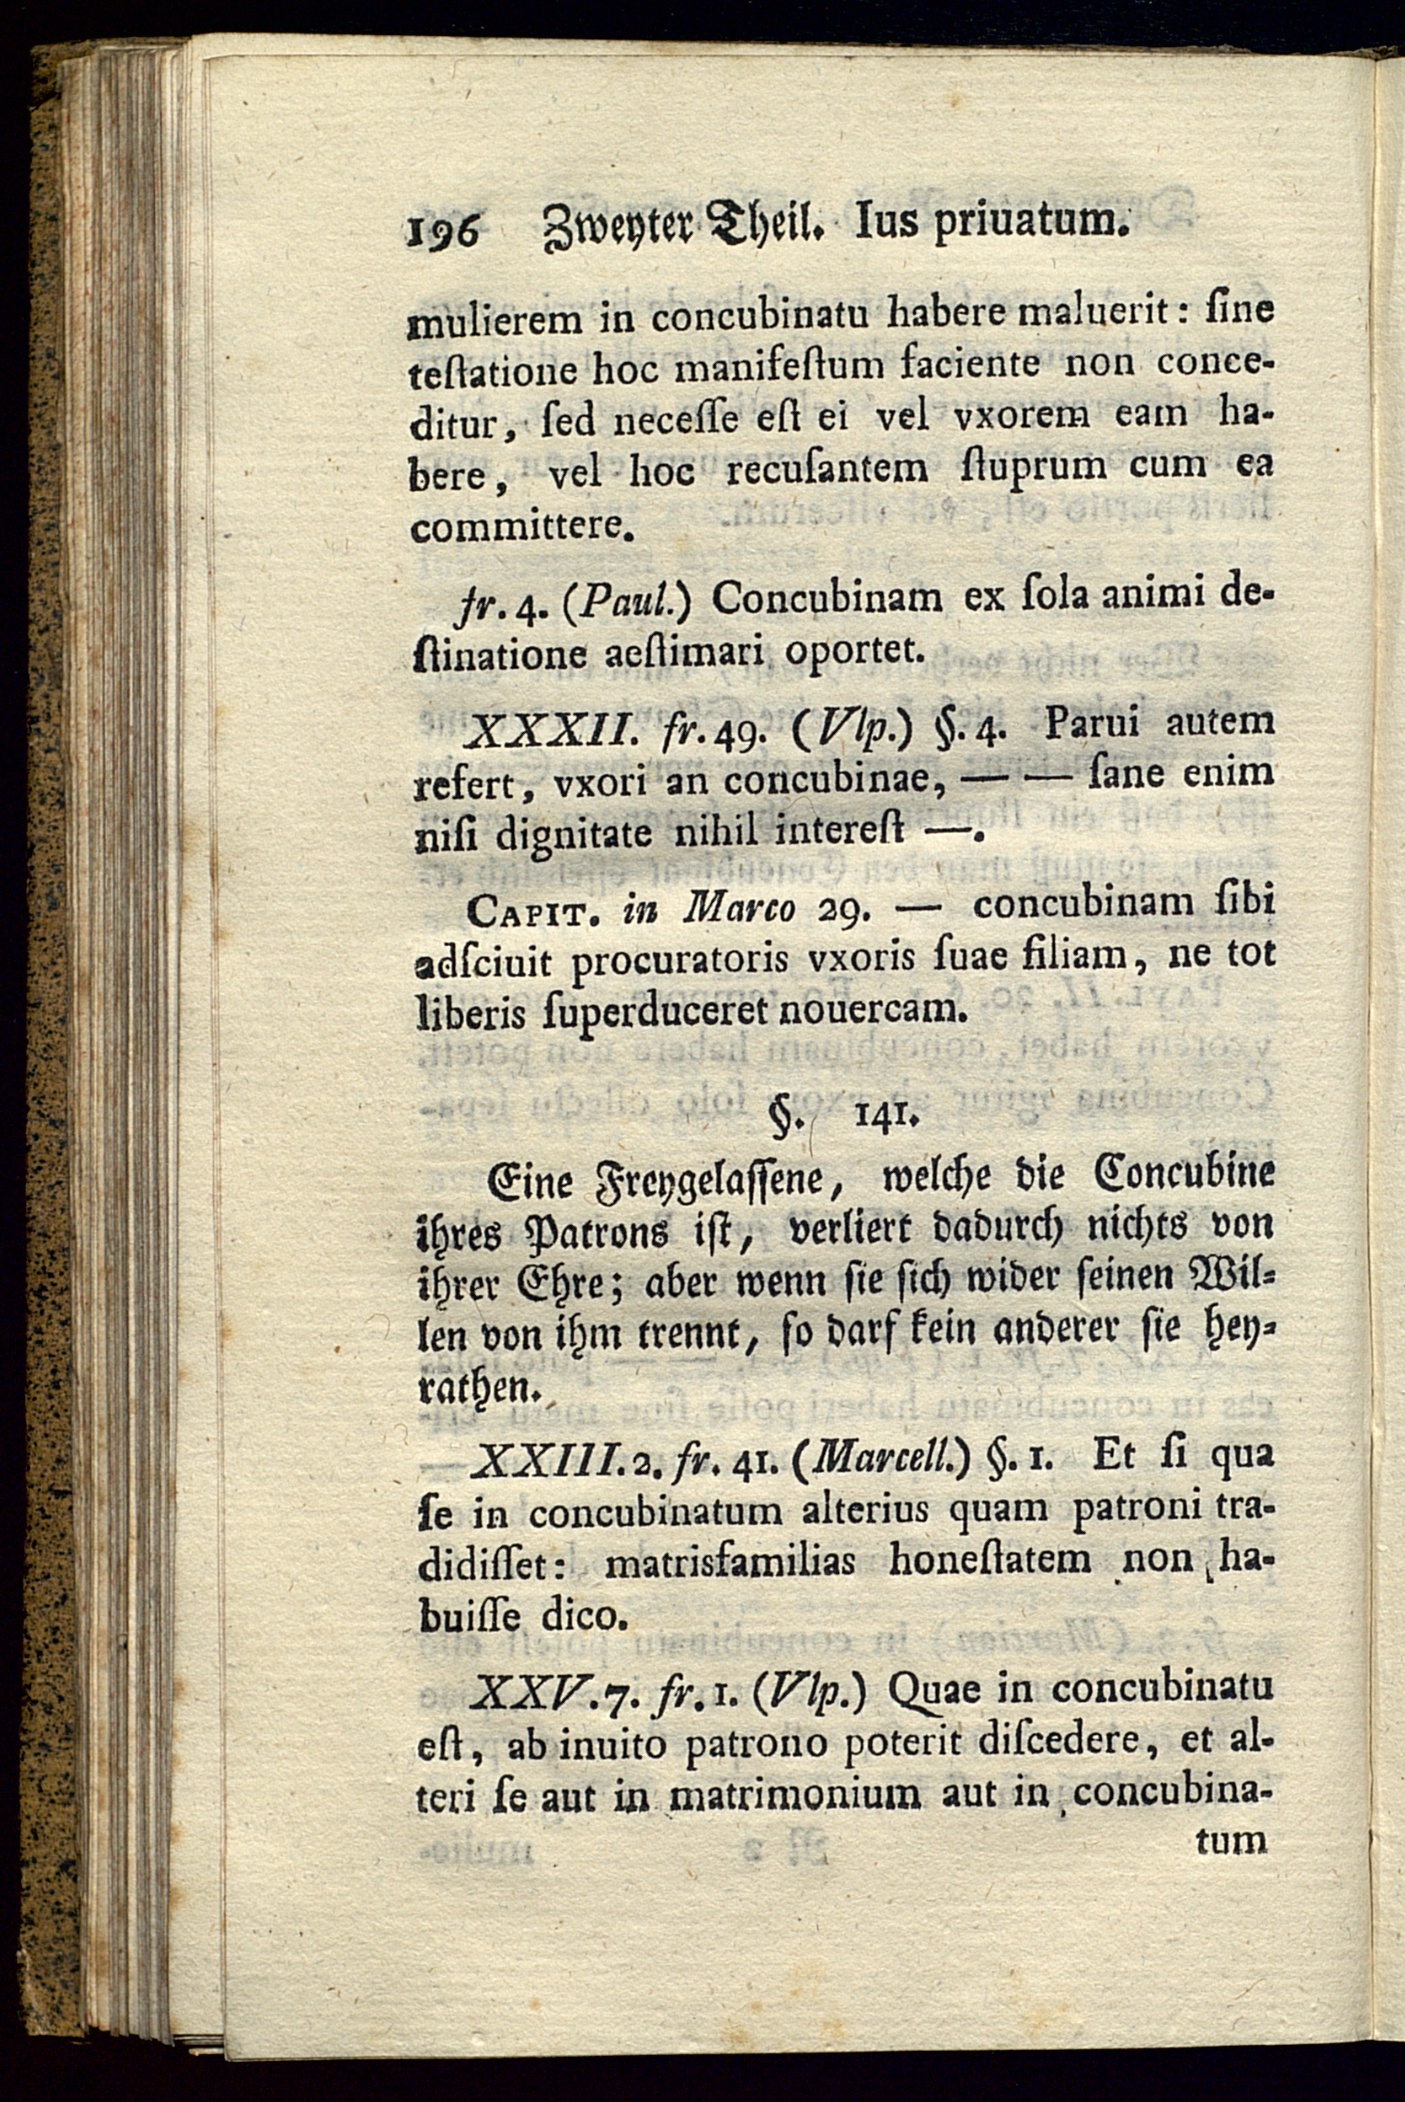 196 Zweyter Theil. Ius priuatum.
mulierem in concubinatu habere maluerit: ſine
teſtatione hoc manifeſtum faciente non conce-
ditur, ſed neceſſe eſt ei vel vxorem eam ha-
bere, vel hoc recuſantem ſtuprum cum ea
committere.
fr. 4. (Paul.) Concubinam ex ſola animi de-
ſtinatione aeſtimari oportet.
XXXII. fr. 49. (Vlp.) §. 4. Parui autem
refert, vxori an concubinae, — — ſane enim
niſi dignitate nihil intereſt —.
CAPIT. in Marco 29. — concubinam ſibi
adſciuit procuratoris vxoris ſuae filiam, ne tot
liberis ſuperduceret nouercam.
§. 141.
Eine Freygelaſſene, welche die Concubine
ihres Patrons iſt, verliert dadurch nichts von
ihrer Ehre; aber wenn ſie ſich wider ſeinen Wil-
len von ihm trennt, ſo darf kein anderer ſie hey-
rathen.
XXIII. 2. fr. 41. (Marcell.) §. 1. Et ſi qua
ſe in concubinatum alterius quam patroni tra-
didiſſet: matrisfamilias honeſtatem non ha-
buiſſe dico.
XXV. 7. fr. 1. (Vlp.) Quae in concubinatu
eſt, ab inuito patrono poterit diſcedere, et al-
teri ſe aut in matrimonium aut in concubina-
tum